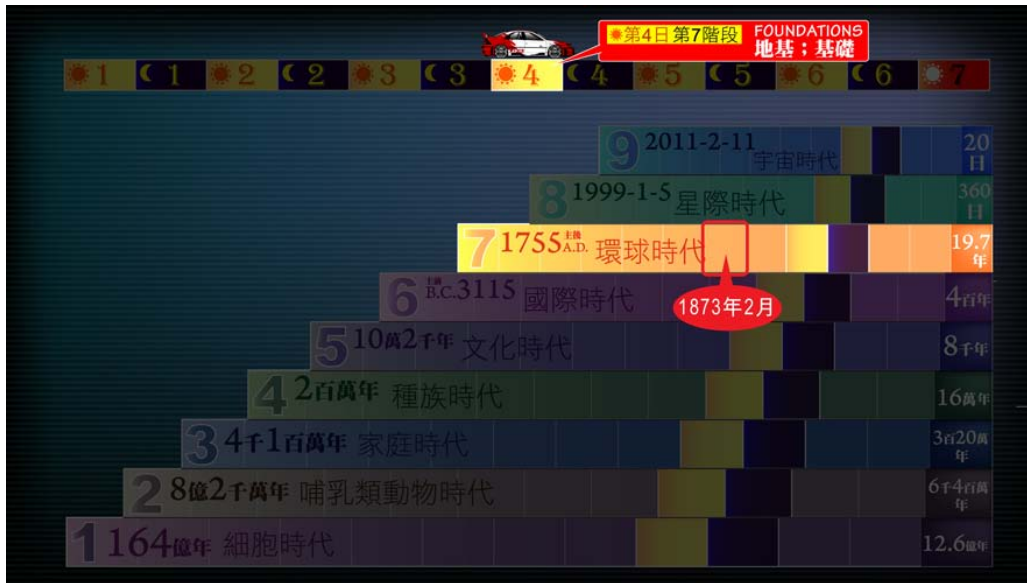 ☀第4日 第7階段 FOUNDATIONS
地基；基礎
☀1 ☾1 ☀2 ☾2 ☀3 ☾3 ☀4 ☾4 ☀5 ☾5 ☀6 ☾6 ☀7
9 2011-2-11 宇宙時代 20日
8 1999-1-5 星際時代 360日
7 1755 主後A.D. 環球時代 19.7年
1873年2月
6 主前B.C.3115 國際時代 4百年
5 10萬2千年 文化時代 8千年
4 2百萬年 種族時代 16萬年
3 4千1百萬年 家庭時代 3百20萬年
2 8億2千萬年 哺乳類動物時代 6千4百萬年
1 164億年 細胞時代 12.6億年